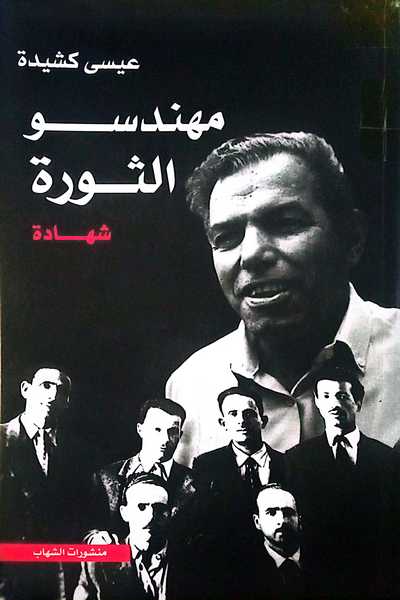 عيسى كشيدة
مهندسو
الثورة
شهادة
منشورات الشهاب